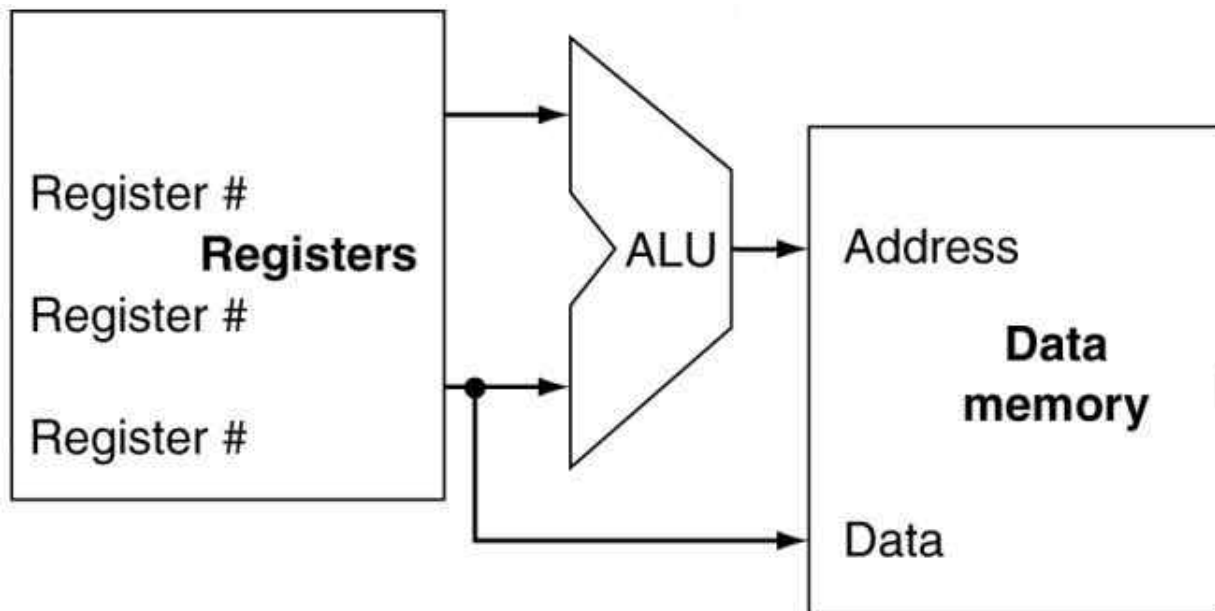 Register #
Registers
Register #
Register #
ALU
Address
Data
memory
Data